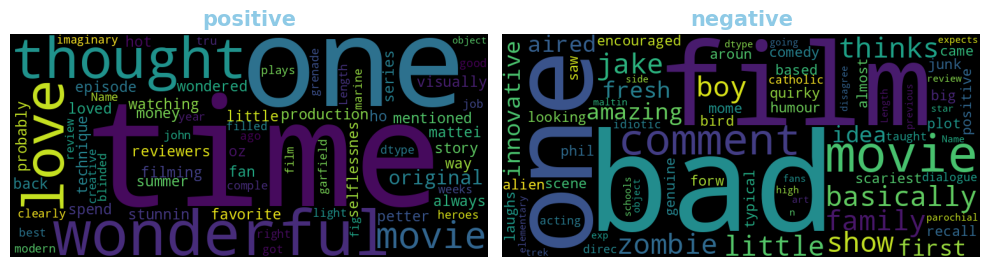 positive
imaginary hot tru one object
thought plays good
episode wondered grenade series visually
Name watching Length marine job
loved money little production ho mentioned
probably love time year mattei
review technique john filled story
reviewers ago oz dtype way
creative filming fan film garfield selflessness original
back blinded summer comple weeks always
spend stunnin favorite light petter heroes
clearly
best wonderful right fig movie
modern got
negative
aired encouraged film dtype going thinks expects
innovative saw aroun comedy came
jake side boy based catholic almost junk
one fresh quirky disagree review big
looking amazing maltin mome humour Length previous star positive
idiotic bird comment idea taught Name plot
phil bad movie scariest dialogue
laughs alien scene genuine forw fans basically
schools object typical high family parochial
acting art n recall
elementary exp zombie little show first
trek direc